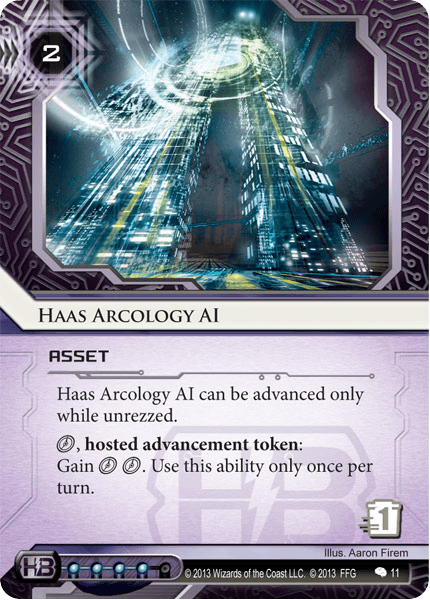 2
HAAS ARCOLOGY AI
ASSET
Haas Arcology AI can be advanced only
while unrezzed.
, hosted advancement token:
Gain . Use this ability only once per
turn.
HB
1
Illus. Aaron Firem
HB
© 2013 Wizards of the Coast LLC. © 2013 FFG
11